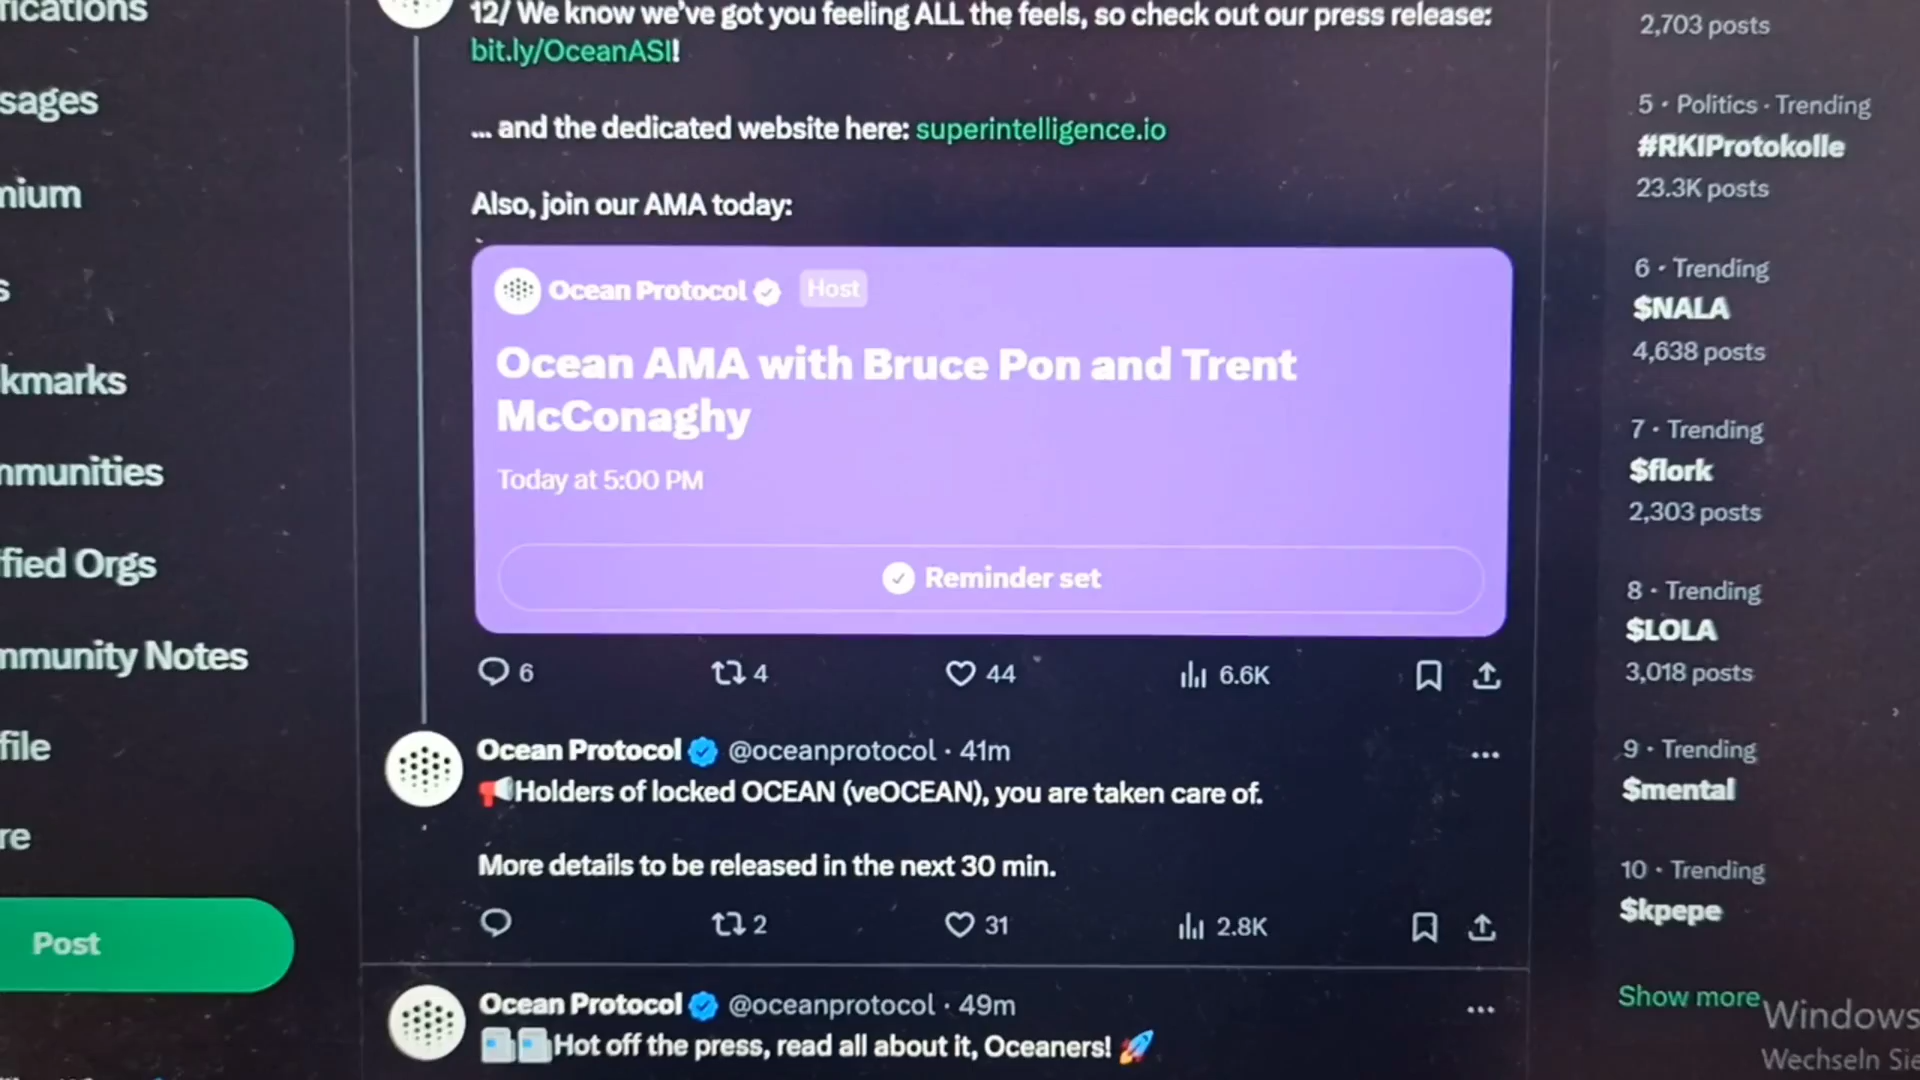 12/ We know we've got you feeling ALL the feels, so check out our press release:
bit.ly/OceanASI!
... and the dedicated website here: superintelligence.io
Also, join our AMA today:
Ocean Protocol Host
Ocean AMA with Bruce Pon and Trent
McConaghy
Today at 5:00 PM
Reminder set
6 4 44 6.6K
Ocean Protocol @oceanprotocol · 41m
Holders of locked OCEAN (veOCEAN), you are taken care of.
More details to be released in the next 30 min.
2 31 2.8K
Ocean Protocol @oceanprotocol · 49m
Hot off the press, read all about it, Oceaners!
fications
sages
mium
s
kmarks
mmunities
fied Orgs
mmunity Notes
file
re
Post
2,703 posts
5 · Politics · Trending
#RKIProtokolle
23.3K posts
6 · Trending
$NALA
4,638 posts
7 · Trending
$flork
2,303 posts
8 · Trending
$LOLA
3,018 posts
9 · Trending
$mental
10 · Trending
$kpepe
Show more
Windows
Wechseln Sie